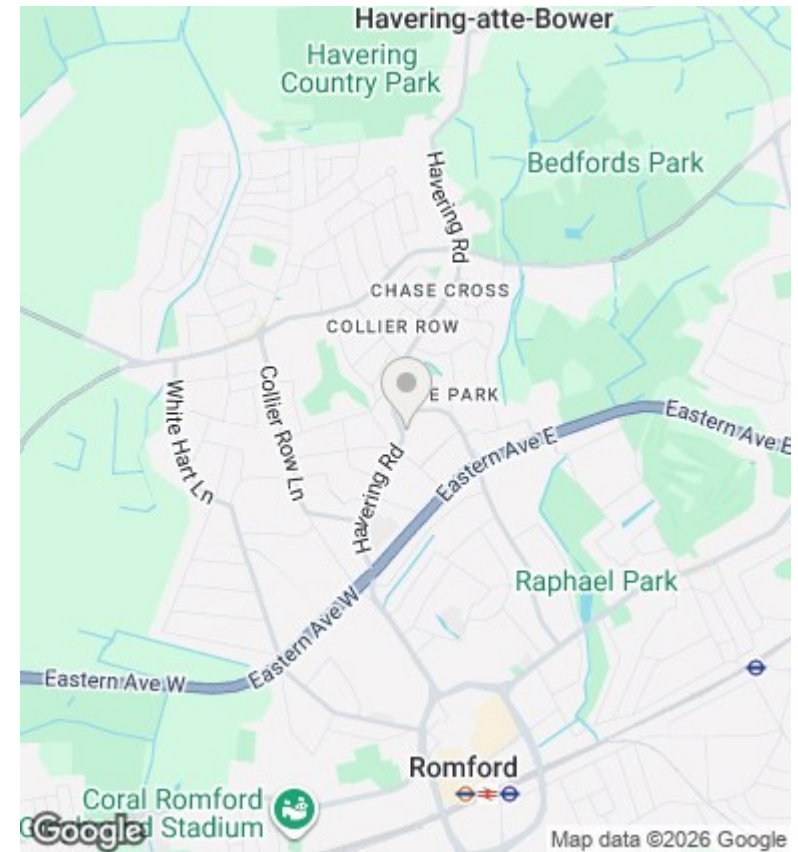 Havering-atte-Bower
Havering
Country Park
Bedfords Park
Havering Rd
CHASE CROSS
COLLIER ROW
E PARK
White Hart Ln
Collier Row Ln
Havering Rd
Eastern Ave E
Eastern Ave E
Raphael Park
Eastern Ave W
Eastern Ave W
Romford
Coral Romford
Stadium
Google
Map data ©2026 Google